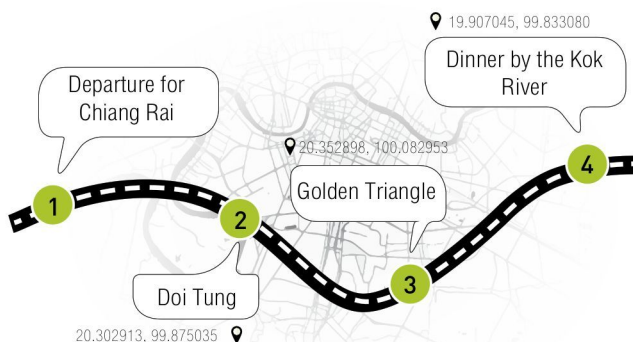 19.907045, 99.833080
Dinner by the Kok
River
Departure for
Chiang Rai
20.352898, 100.082953
Golden Triangle
4
1
2
3
Doi Tung
20.302913, 99.875035